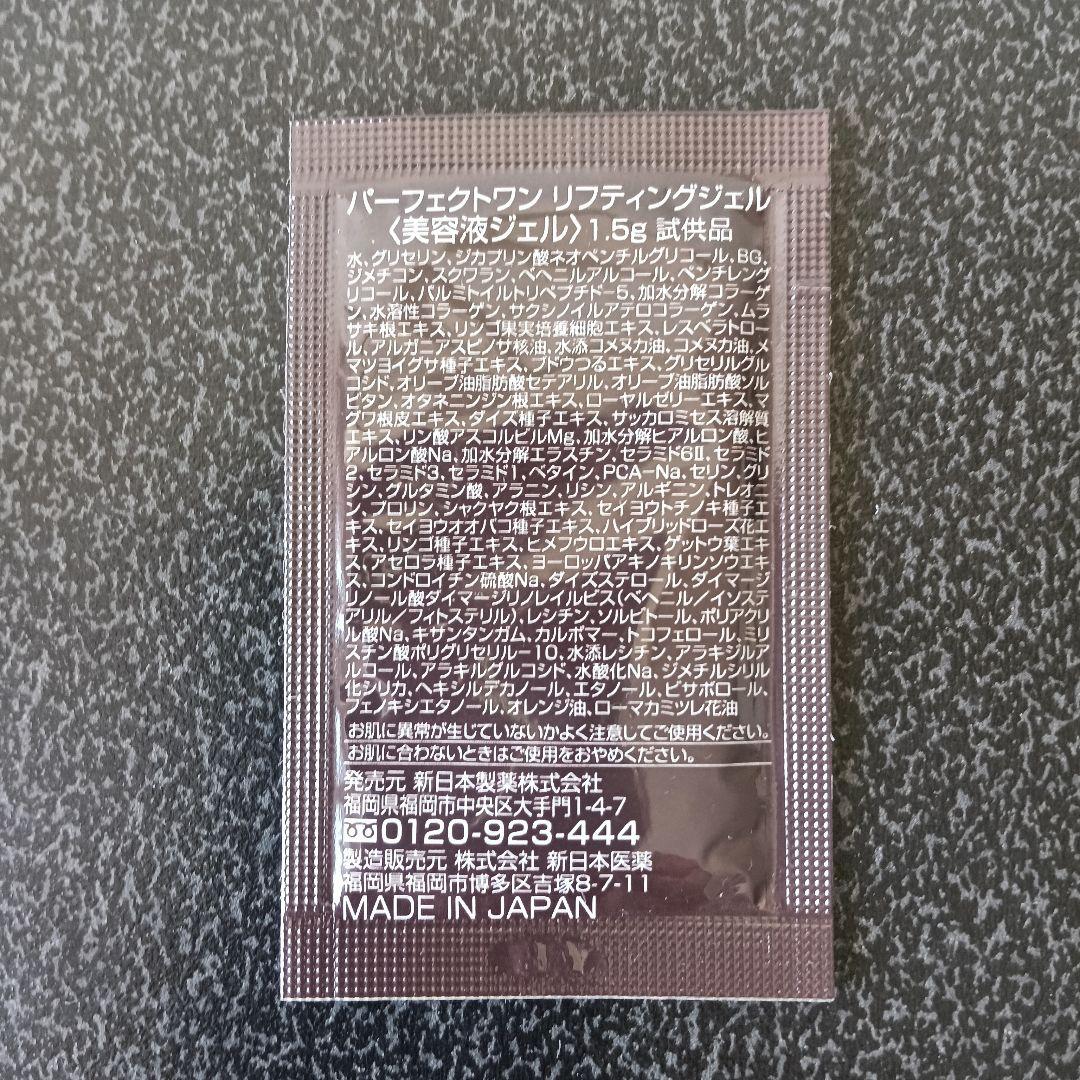 パーフェクトワン リフティングジェル
〈美容液ジェル〉1.5g 試供品
水、グリセリン、ジカプリン酸ネオペンチルグリコール、BG、
ジメチコン、スクワラン、ベヘニルアルコール、ペンチレング
リコール、パルミトイルトリペプチド-5、加水分解コラーゲ
ン、水溶性コラーゲン、サクシノイルアテロコラーゲン、ムラ
サキ根エキス、リンゴ果実培養細胞エキス、レスベラトロー
ル、アルガニアスピノサ核油、水添コメヌカ油、コメヌカ油、メ
マツヨイグサ種子エキス、ブドウつるエキス、グリセリルグル
コシド、オリーブ油脂肪酸セテアリル、オリーブ油脂肪酸ソル
ビタン、オタネニンジン根エキス、ローヤルゼリーエキス、マ
グワ根皮エキス、ダイズ種子エキス、サッカロミセス溶解質
エキス、リン酸アスコルビルMg、加水分解ヒアルロン酸、ヒ
アルロン酸Na、加水分解エラスチン、セラミド6Ⅱ、セラミド
2、セラミド3、セラミド1、ベタイン、PCA-Na、セリン、グリ
シン、グルタミン酸、アラニン、リシン、アルギニン、トレオニ
ン、プロリン、シャクヤク根エキス、セイヨウトチノキ種子エ
キス、セイヨウオオバコ種子エキス、ハイブリッドローズ花エ
キス、リンゴ種子エキス、ヒメフウロエキス、ゲットウ葉エキ
ス、アセロラ種子エキス、ヨーロッパアキノキリンソウエキ
ス、コンドロイチン硫酸Na、ダイズステロール、ダイマージ
リノール酸ダイマージリノレイルビス(ベヘニル/イソステ
アリル/フィトステリル)、レシチン、ソルビトール、ポリアクリ
ル酸Na、キサンタンガム、カルボマー、トコフェロール、ミリ
スチン酸ポリグリセリル-10、水添レシチン、アラキジルア
ルコール、アラキルグルコシド、水酸化Na、ジメチルシリル
化シリカ、ヘキシルデカノール、エタノール、ビサボロール、
フェノキシエタノール、オレンジ油、ローマカミツレ花油
お肌に異常が生じていないかよく注意してご使用ください。
お肌に合わないときはご使用をおやめください。
発売元 新日本製薬株式会社
福岡県福岡市中央区大手門1-4-7
0120-923-444
製造販売元 株式会社 新日本医薬
福岡県福岡市博多区吉塚8-7-11
MADE IN JAPAN